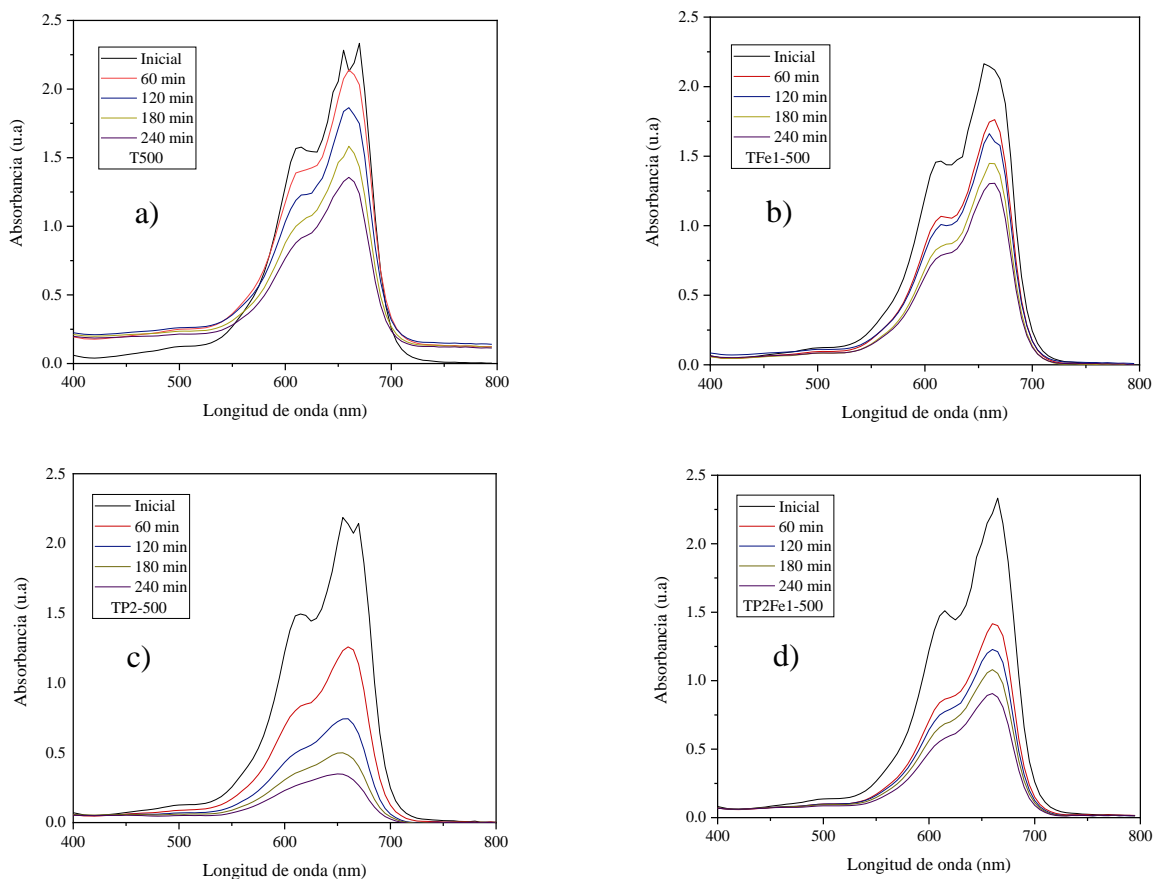 2.5
2.0
1.5
1.0
0.5
0.0
Absorbancia (u.a)
Inicial
60 min
120 min
180 min
240 min
T500
a)
400 500 600 700 800
Longitud de onda (nm)
2.5
2.0
1.5
1.0
0.5
0.0
Absorbancia (u.a)
Inicial
60 min
120 min
180 min
240 min
TFe1-500
b)
400 500 600 700 800
Longitud de onda (nm)
2.5
2.0
1.5
1.0
0.5
0.0
Absorbancia (u.a)
Inicial
60 min
120 min
180 min
240 min
TP2-500
c)
400 500 600 700 800
Longitud de onda (nm)
2.5
2.0
1.5
1.0
0.5
0.0
Absorbancia (u.a)
Inicial
60 min
120 min
180 min
240 min
TP2Fe1-500
d)
400 500 600 700 800
Longitud de onda (nm)